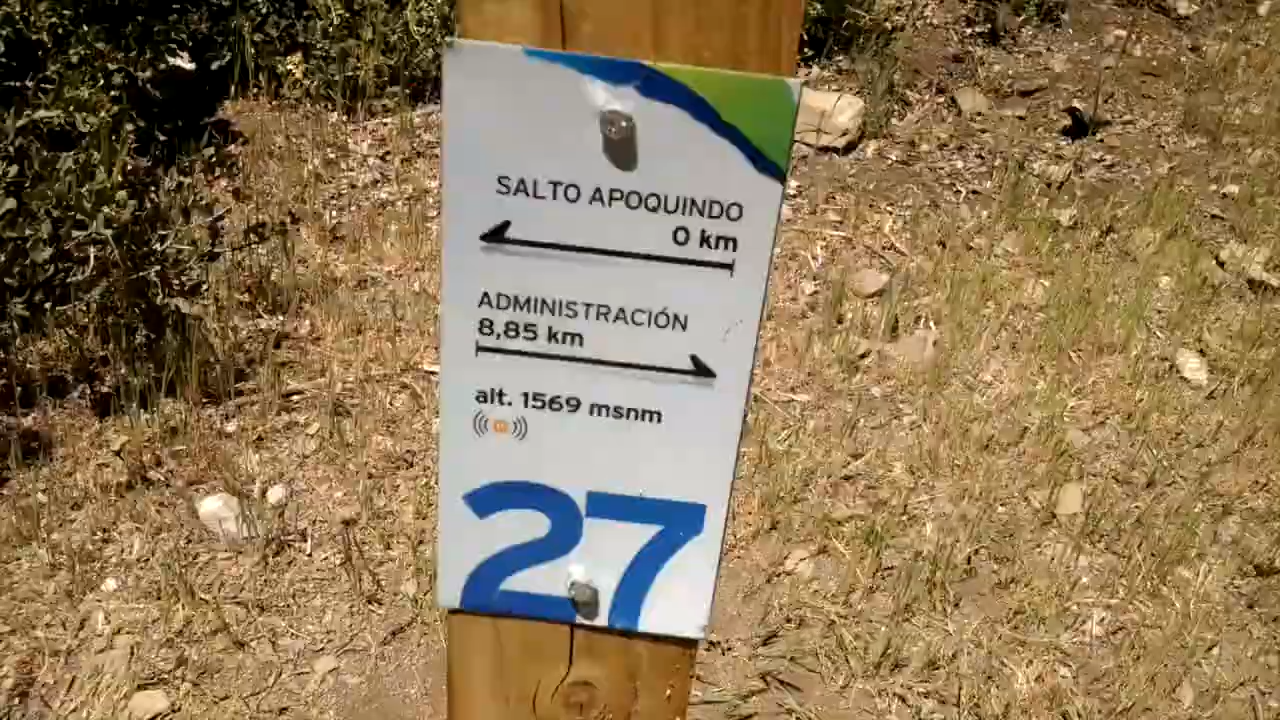 SALTO APOQUINDO
0 km
ADMINISTRACIÓN
8,85 km
alt. 1569 msnm
27